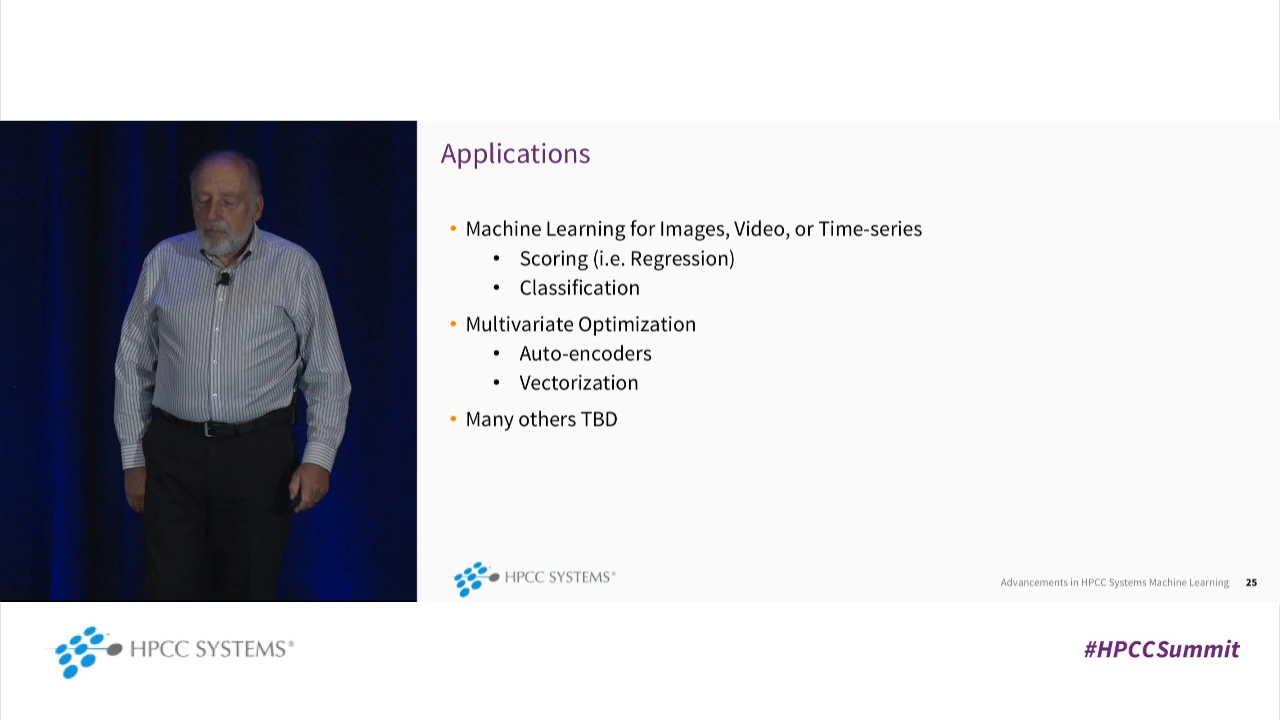 Applications
• Machine Learning for Images, Video, or Time-series
• Scoring (i.e. Regression)
• Classification
• Multivariate Optimization
• Auto-encoders
• Vectorization
• Many others TBD
HPCC SYSTEMS®
Advancements in HPCC Systems Machine Learning 25
HPCC SYSTEMS®
#HPCCSummit